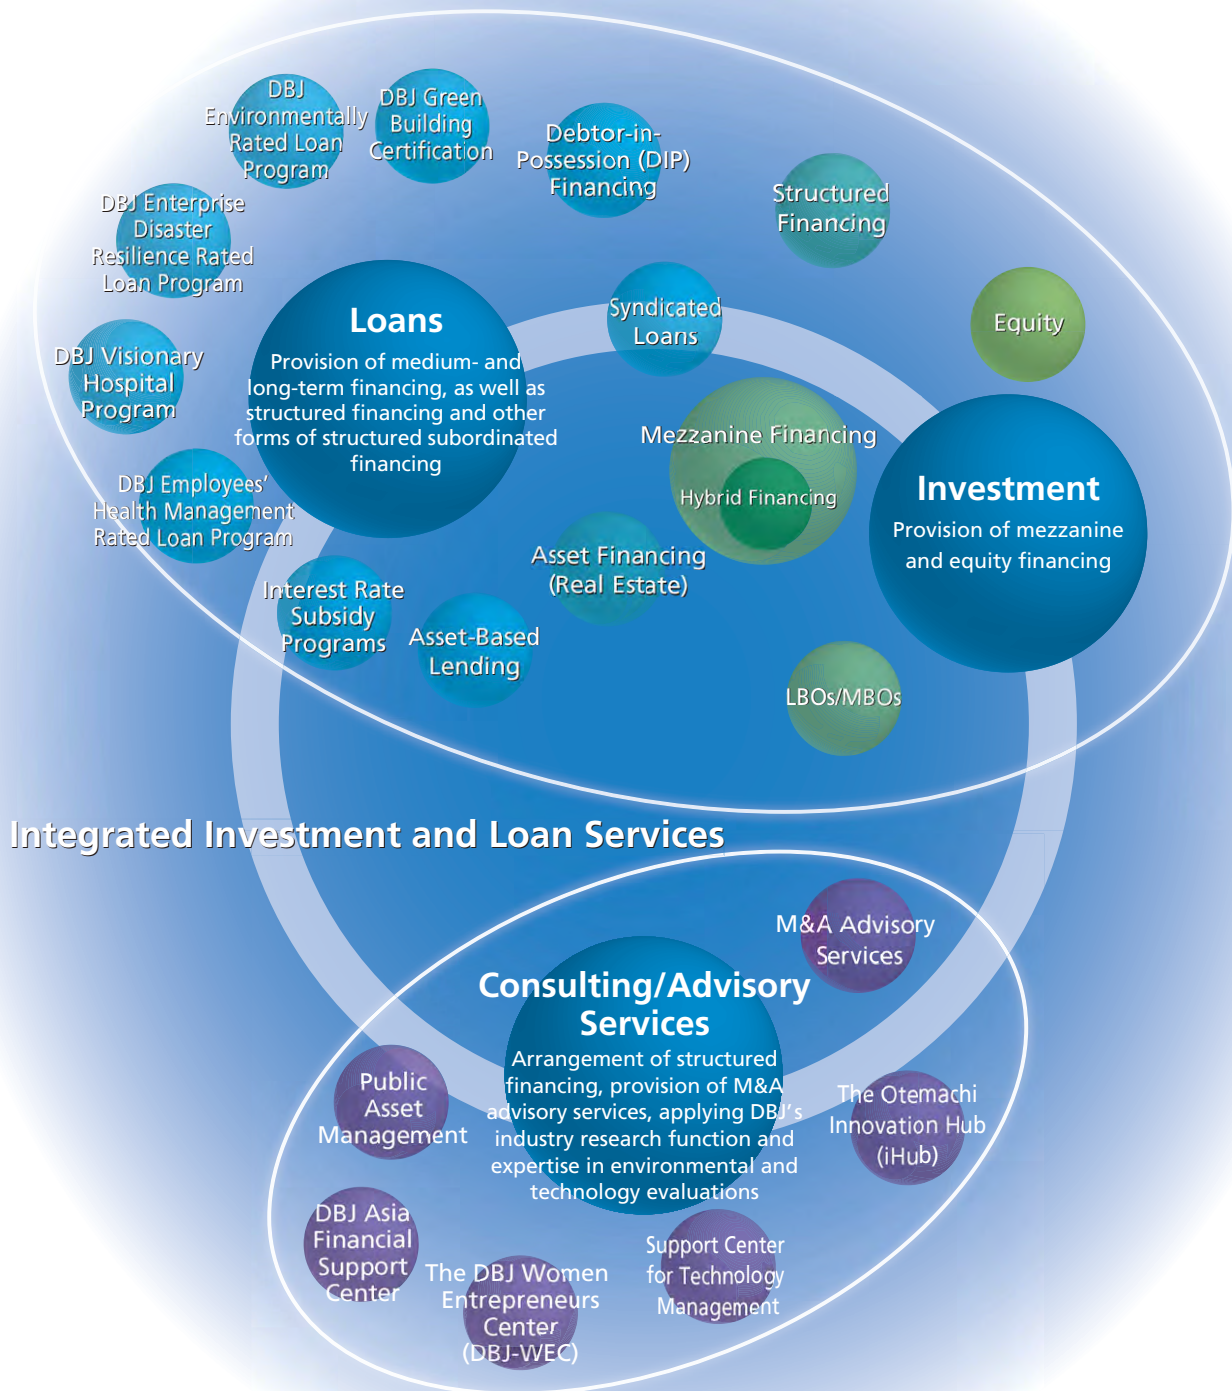 DBJ
Environmentally
Rated Loan
Program
DBJ Green
Building
Certification
Debtor-in-
Possession (DIP)
Financing
Structured
Financing
DBJ Enterprise
Disaster
Resilience Rated
Loan Program
Loans
Provision of medium- and
long-term financing, as well as
structured financing and other
forms of structured subordinated
financing
Syndicated
Loans
Equity
DBJ Visionary
Hospital
Program
Mezzanine Financing
Hybrid Financing
Investment
Provision of mezzanine
and equity financing
DBJ Employees’
Health Management
Rated Loan Program
Asset Financing
(Real Estate)
Interest Rate
Subsidy
Programs
Asset-Based
Lending
LBOs/MBOs
Integrated Investment and Loan Services
M&A Advisory
Services
Consulting/Advisory
Services
Arrangement of structured
financing, provision of M&A
advisory services, applying DBJ’s
industry research function and
expertise in environmental and
technology evaluations
Public
Asset
Management
The Otemachi
Innovation Hub
(iHub)
DBJ Asia
Financial
Support
Center
The DBJ Women
Entrepreneurs
Center
(DBJ-WEC)
Support Center
for Technology
Management